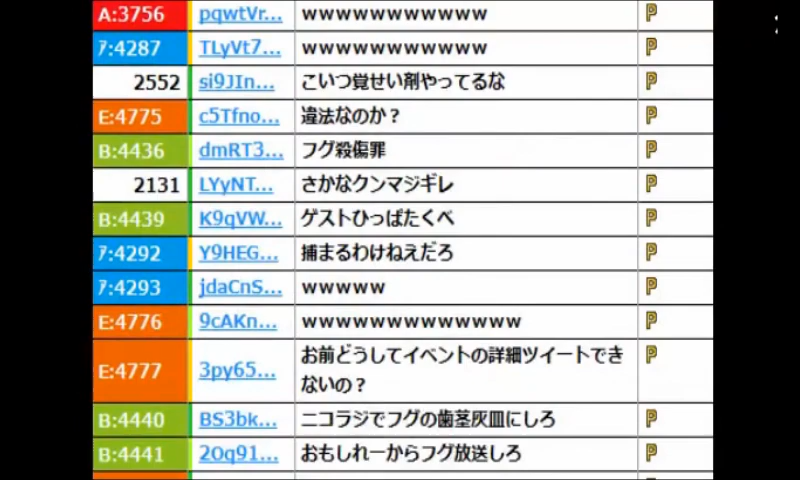 A:3756 pqwtVr... wwwwwwwwwww P
ｱ:4287 TLyVt7... wwwwwwwwwww P
2552 si9JIn... こいつ覚せい剤やってるな P
E:4775 c5Tfno... 違法なのか？ P
B:4436 dmRT3... フグ殺傷罪 P
2131 LYyNT... さかなクンマジギレ P
B:4439 K9qVW... ゲストひっぱたくべ P
ｱ:4292 Y9HEG... 捕まるわけねえだろ P
ｱ:4293 jdaCnS... wwwww P
E:4776 9cAKn... wwwwwwwwwwwww P
E:4777 3py65... お前どうしてイベントの詳細ツイートでき P
ないの？
B:4440 BS3bk... ニコラジでフグの歯茎灰皿にしろ P
B:4441 2Oq91... おもしれーからフグ放送しろ P